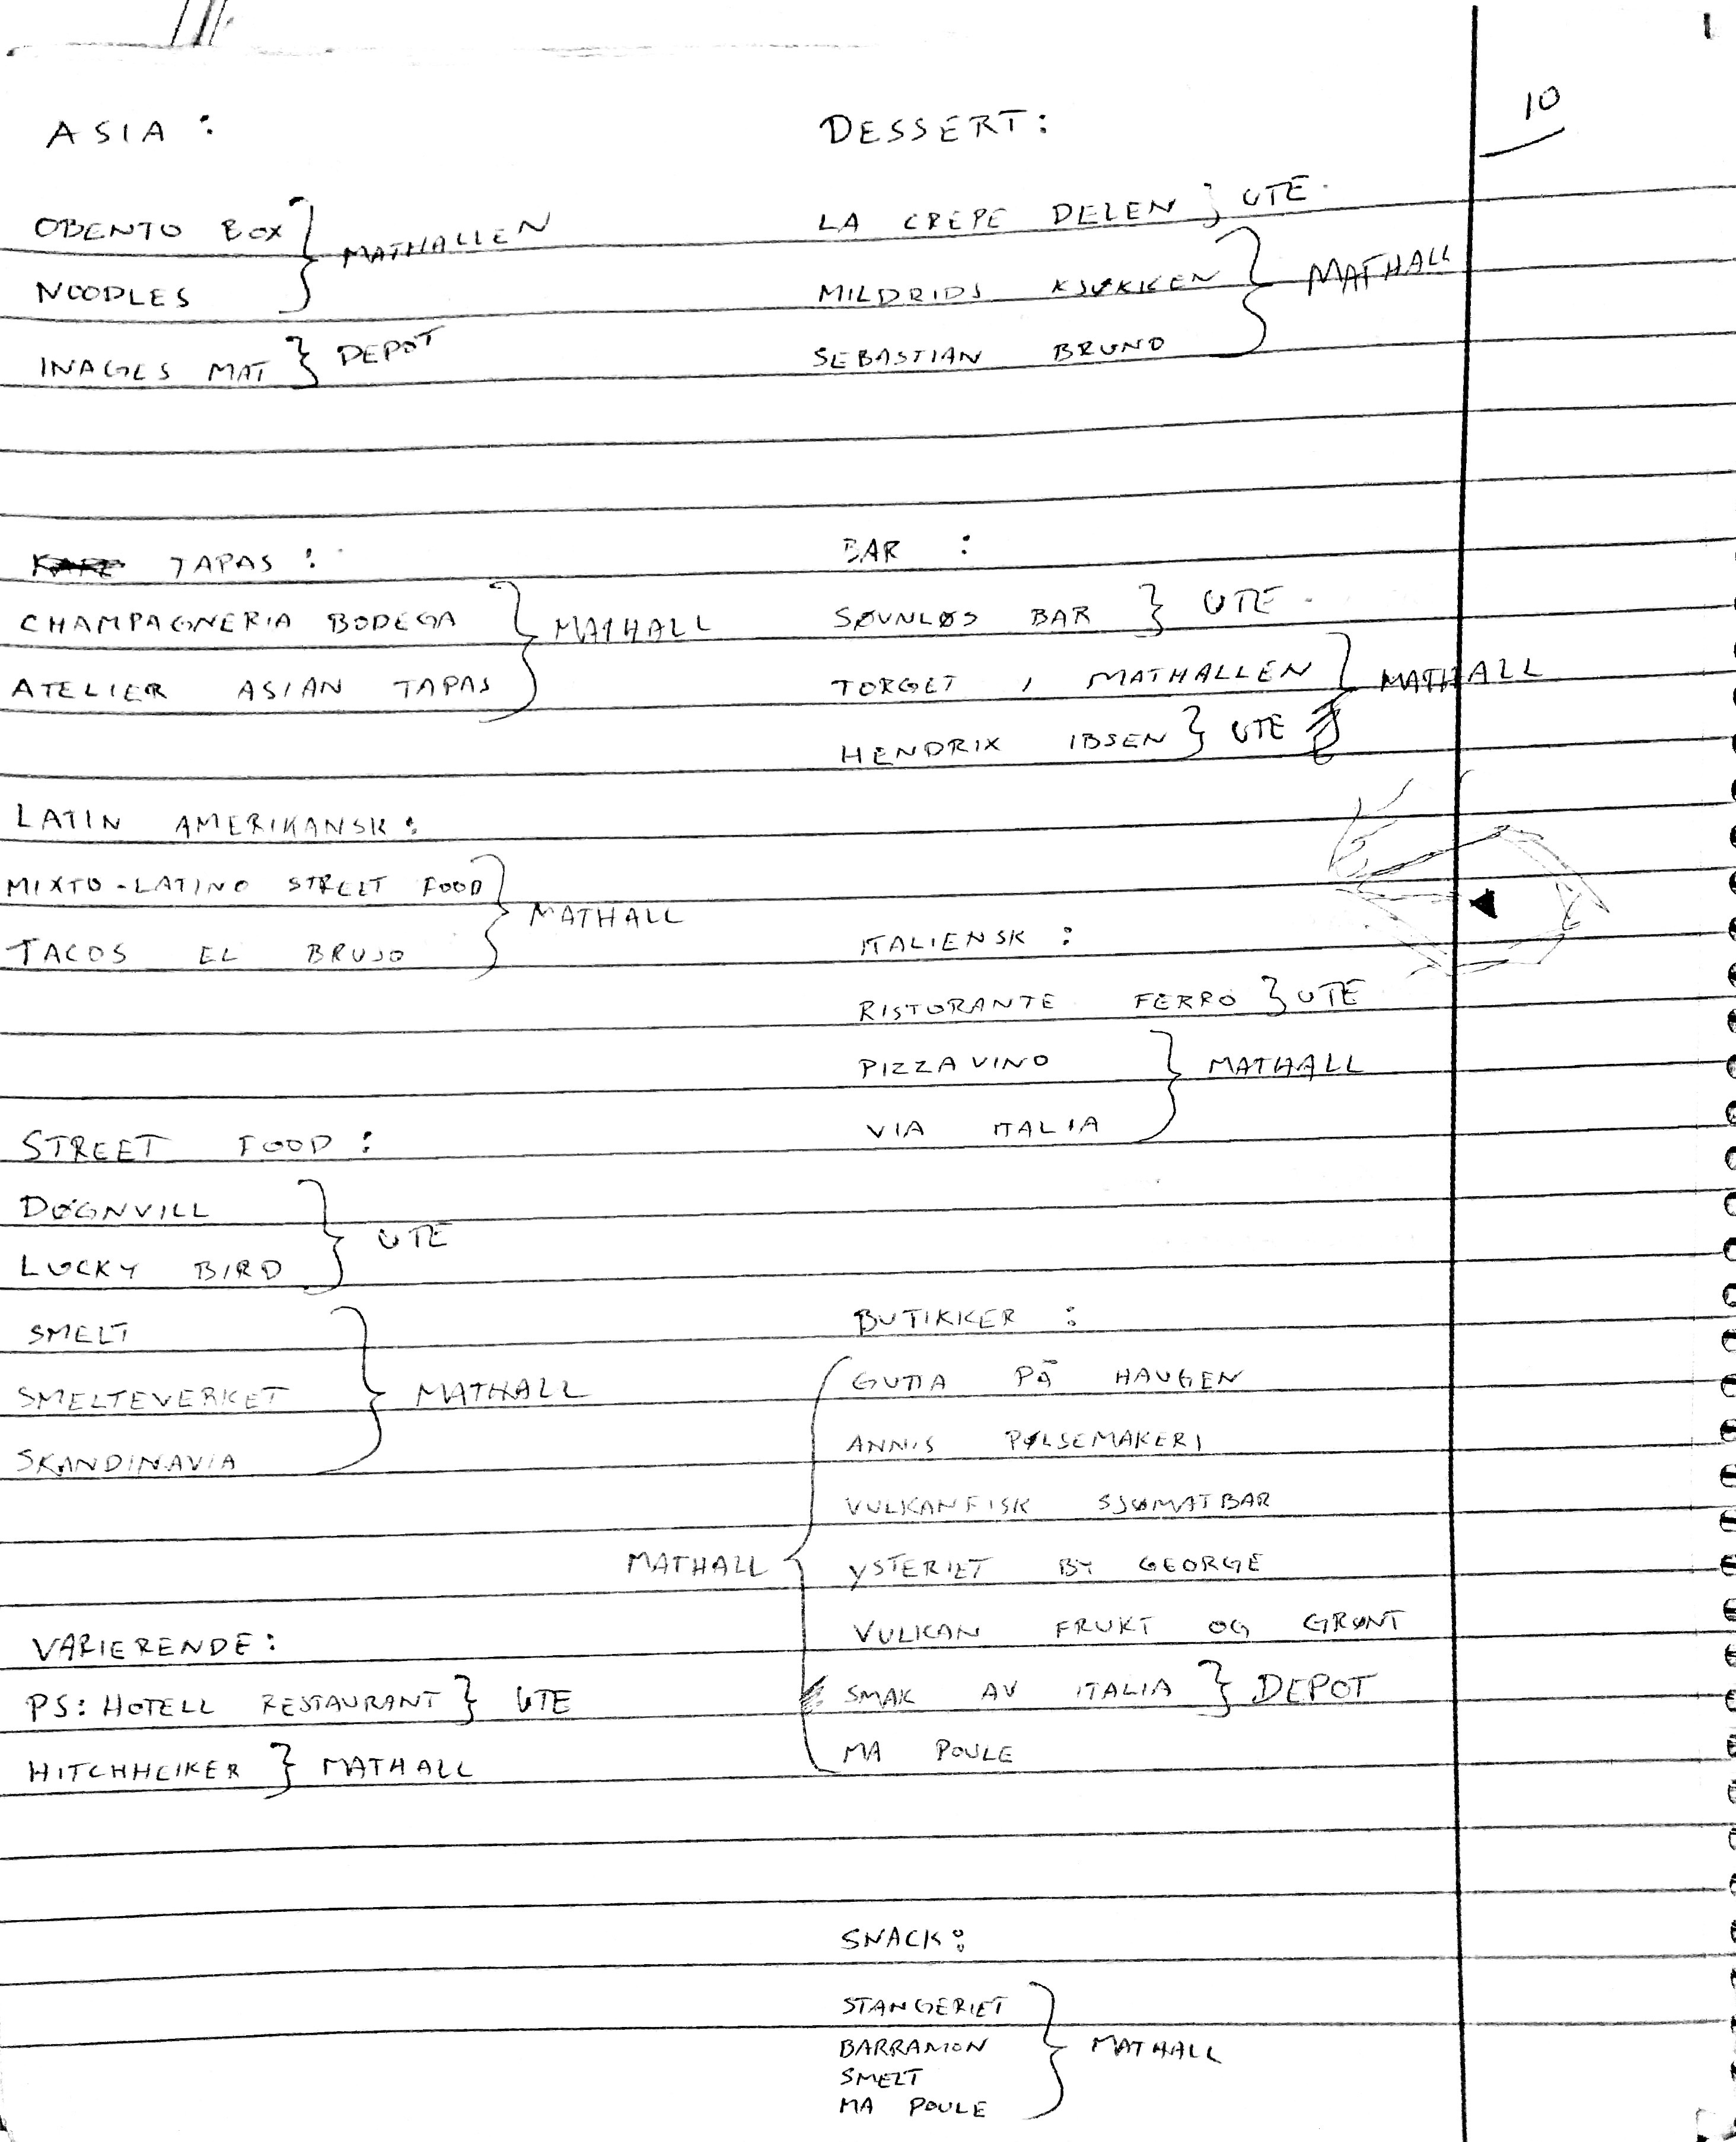 10
ASIA :
OBENTO BOX } MATHALLEN
NOODLES
INAGES MAT } DEPOT
TAPAS :
CHAMPAGNERIA BODEGA } MATHALL
ATELIER ASIAN TAPAS
LATIN AMERIKANSK :
MIXTO-LATINO STREET FOOD } MATHALL
TACOS EL BRUJO
STREET FOOD :
DØGNVILL } UTE
LUCKY BIRD
SMELT
SMELTEVERKET } MATHALL
SKANDINAVIA
VARIERENDE :
PS: HOTELL RESTAURANT } UTE
HITCHHEIKER } MATHALL
DESSERT :
LA CREPE DELEN } UTE
MILDRIDS KJØKKEN } MATHALL
SEBASTIAN BRUNO
BAR :
SØVNLØS BAR } UTE
TORGET I MATHALLEN } MATHALL
HENDRIX IBSEN } UTE
ITALIENSK :
RISTORANTE FERRO } UTE
PIZZA VINO } MATHALL
VIA ITALIA
BUTIKKER :
GUTTA PÅ HAUGEN
ANNIS PØLSEMAKERI
VULKANFISK SJØMATBAR
MATHALL { YSTERIET BY GEORGE
VULKAN FRUKT OG GRØNT
SMAK AV ITALIA } DEPOT
MA POULE
SNACK :
STANGERIET
BARRAMON } MATHALL
SMELT
MA POULE